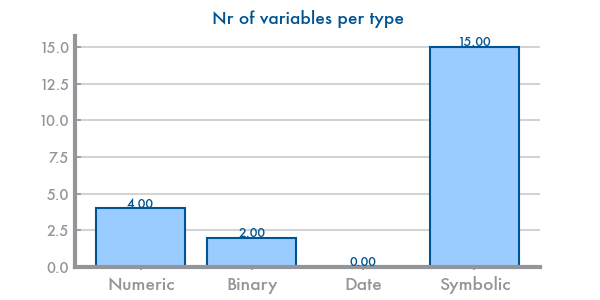 Nr of variables per type
15.0
12.5
10.0
7.5
5.0
2.5
0.0
4.00
2.00
0.00
15.00
Numeric
Binary
Date
Symbolic